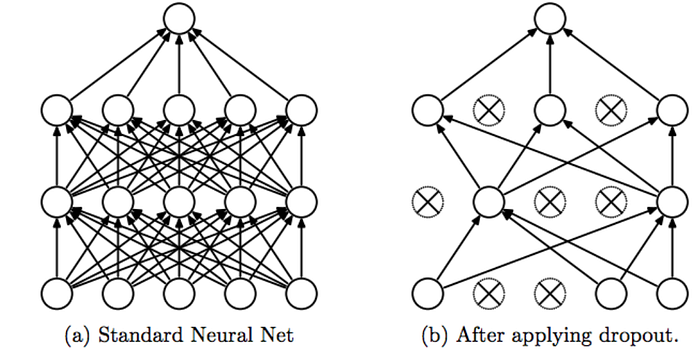 (a) Standard Neural Net
(b) After applying dropout.